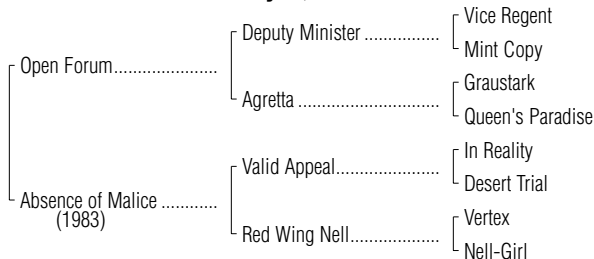 Vice Regent
Deputy Minister ................
Mint Copy
Open Forum......................
Graustark
Agretta ..............................
Queen's Paradise
In Reality
Valid Appeal......................
Desert Trial
Absence of Malice ............
(1983)
Vertex
Red Wing Nell...................
Nell-Girl